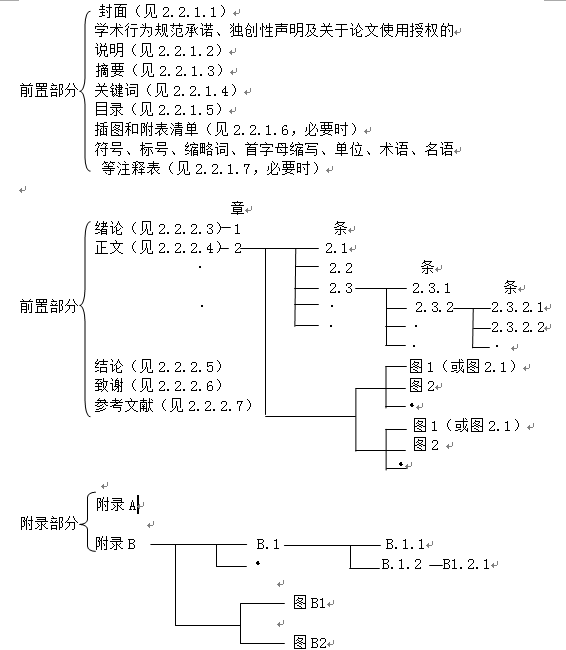 封面（见2.2.1.1）
学术行为规范承诺、独创性声明及关于论文使用授权的
说明（见2.2.1.2）
摘要（见2.2.1.3）
前置部分 关键词（见2.2.1.4）
目录（见2.2.1.5）
插图和附表清单（见2.2.1.6，必要时）
符号、标号、缩略词、首字母缩写、单位、术语、名语
等注释表（见2.2.1.7，必要时）
章
绪论（见2.2.2.3） 1 条
正文（见2.2.2.4） 2 2.1
2.2 条
2.3 2.3.1 条
前置部分 2.3.2 2.3.2.1
2.3.2.2
结论（见2.2.2.5） 图1（或图2.1）
致谢（见2.2.2.6） 图2
参考文献（见2.2.2.7）
图1（或图2.1）
图2
附录A
附录部分
附录B B.1 B.1.1
B.1.2 B1.2.1
图B1
图B2